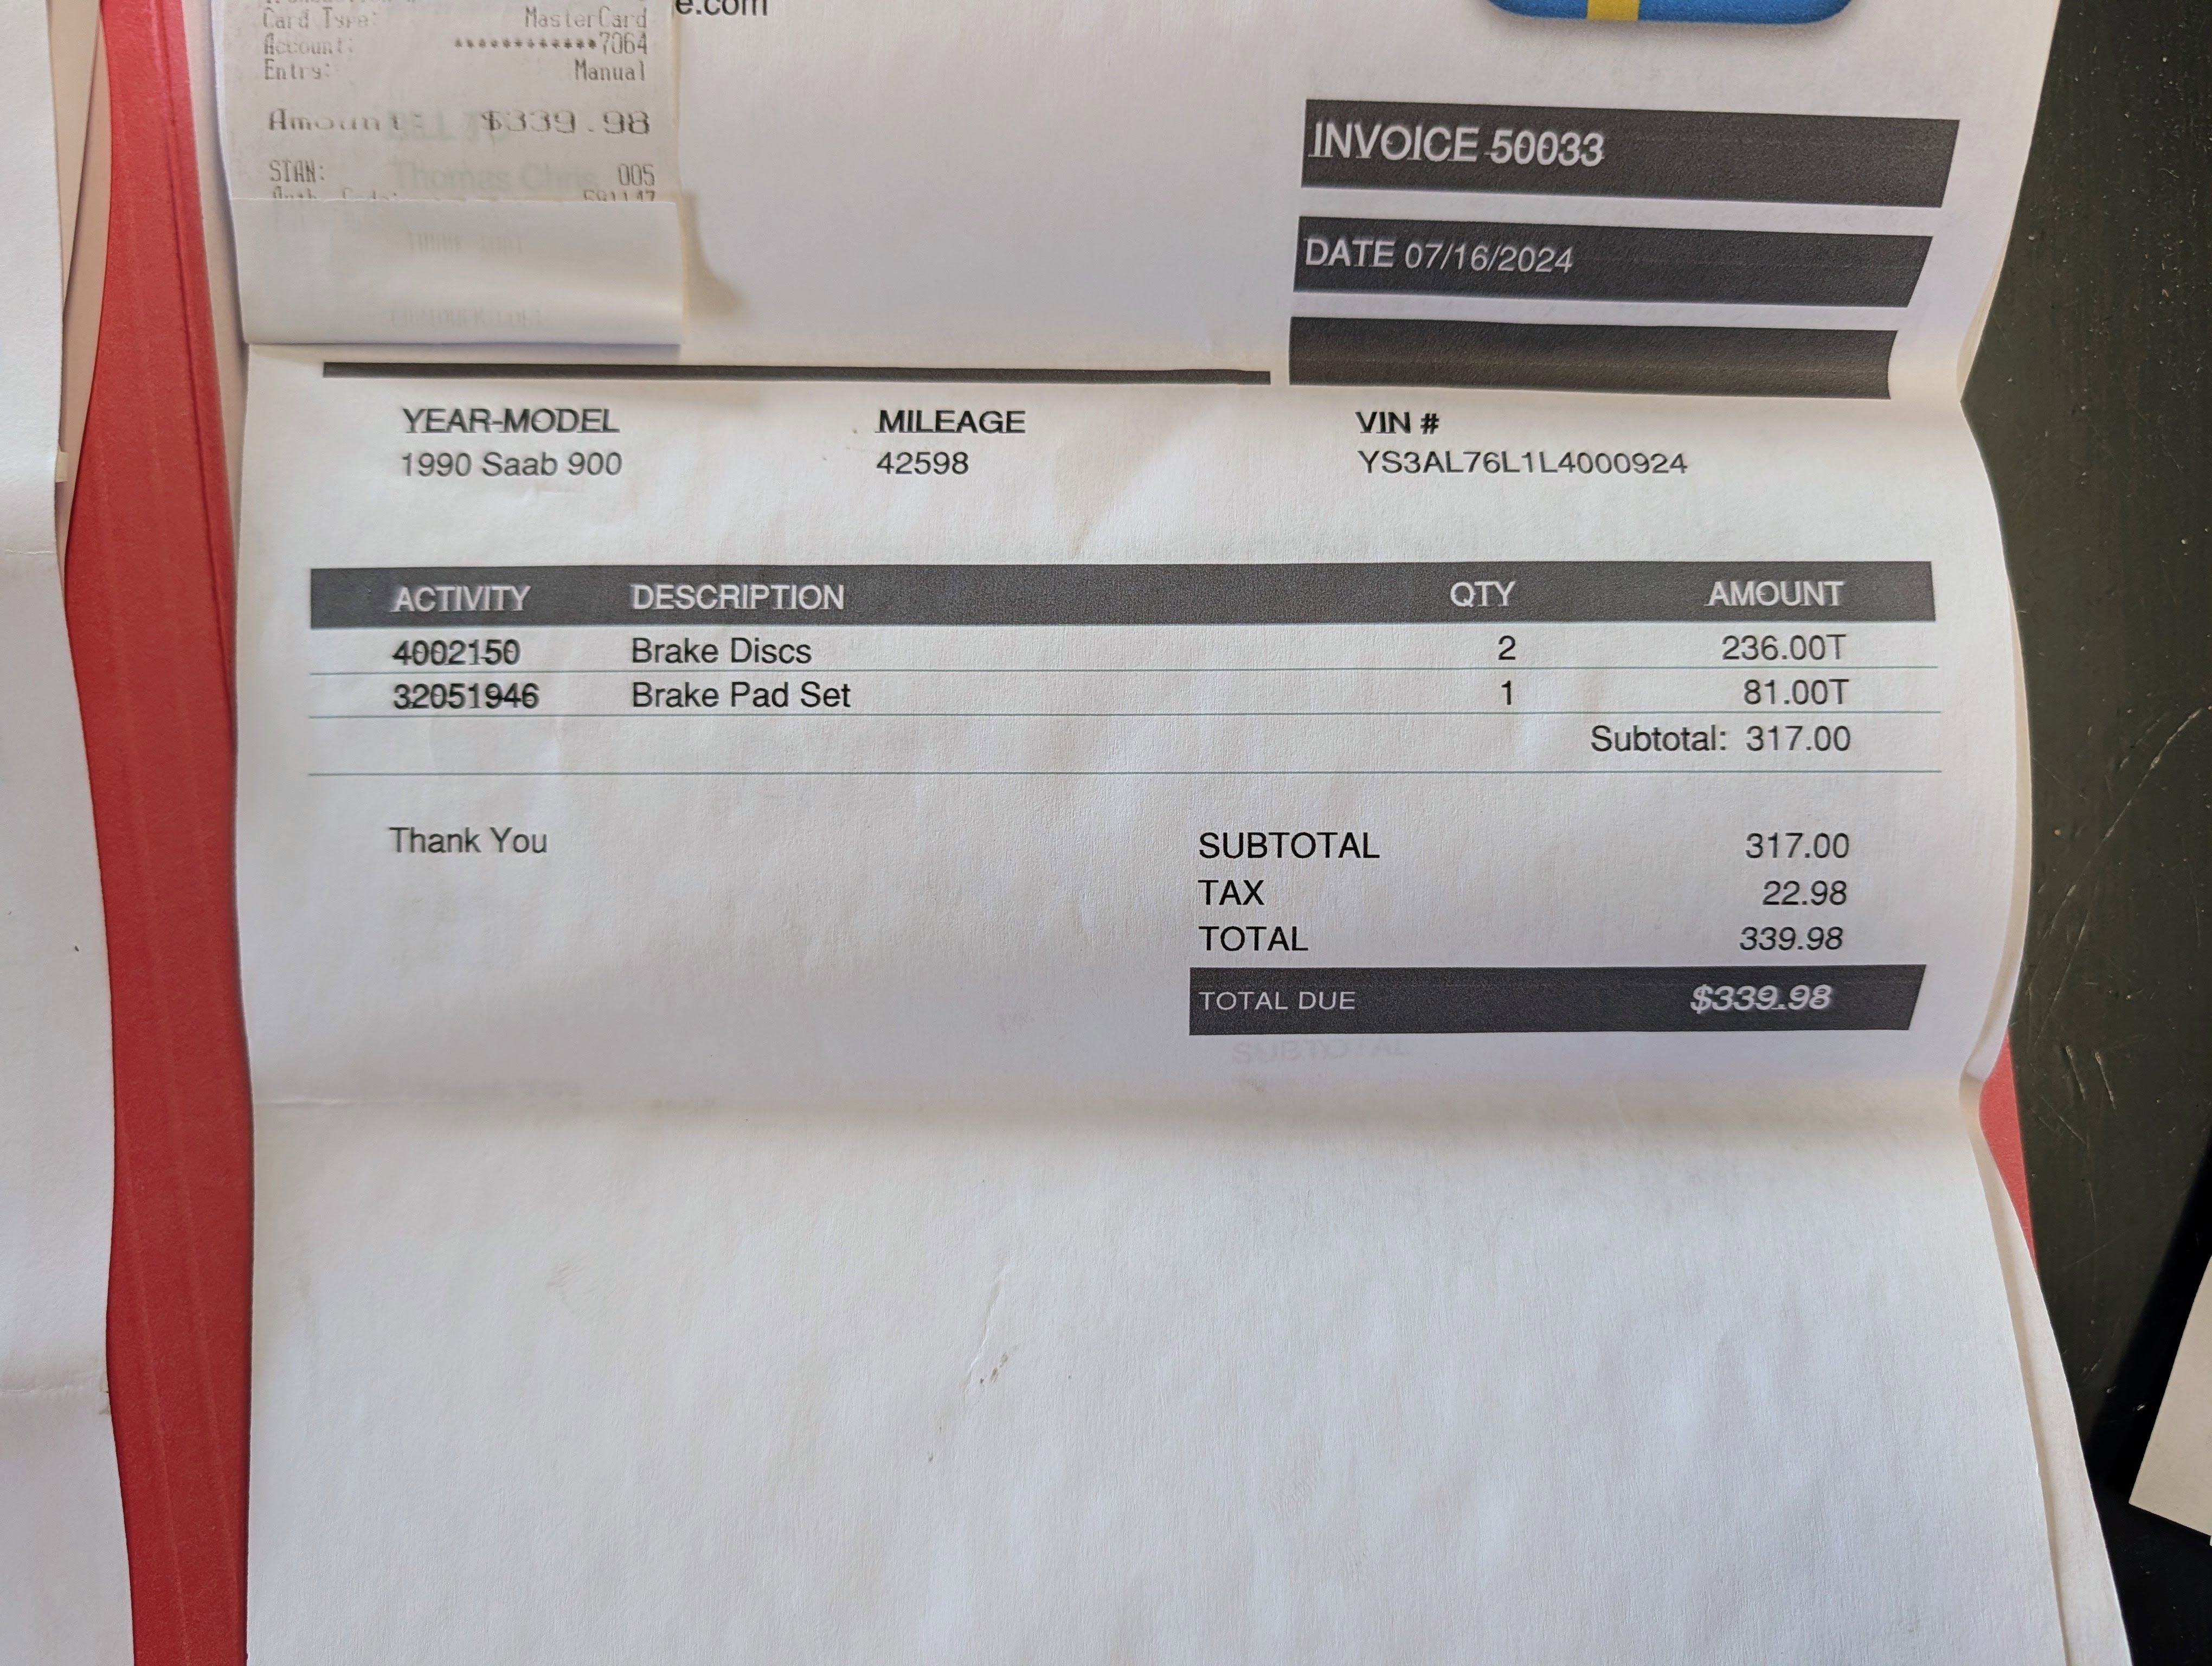 e.com
Card Type: MasterCard
Account: ************7064
Entry: Manual
Amount: $339.98
STAN: 005
Thomas
INVOICE 50033
DATE 07/16/2024
YEAR-MODEL MILEAGE VIN #
1990 Saab 900 42598 YS3AL76L1L4000924
ACTIVITY DESCRIPTION QTY AMOUNT
4002150 Brake Discs 2 236.00T
32051946 Brake Pad Set 1 81.00T
Subtotal: 317.00
Thank You
SUBTOTAL 317.00
TAX 22.98
TOTAL 339.98
TOTAL DUE $339.98
SUBTOTAL